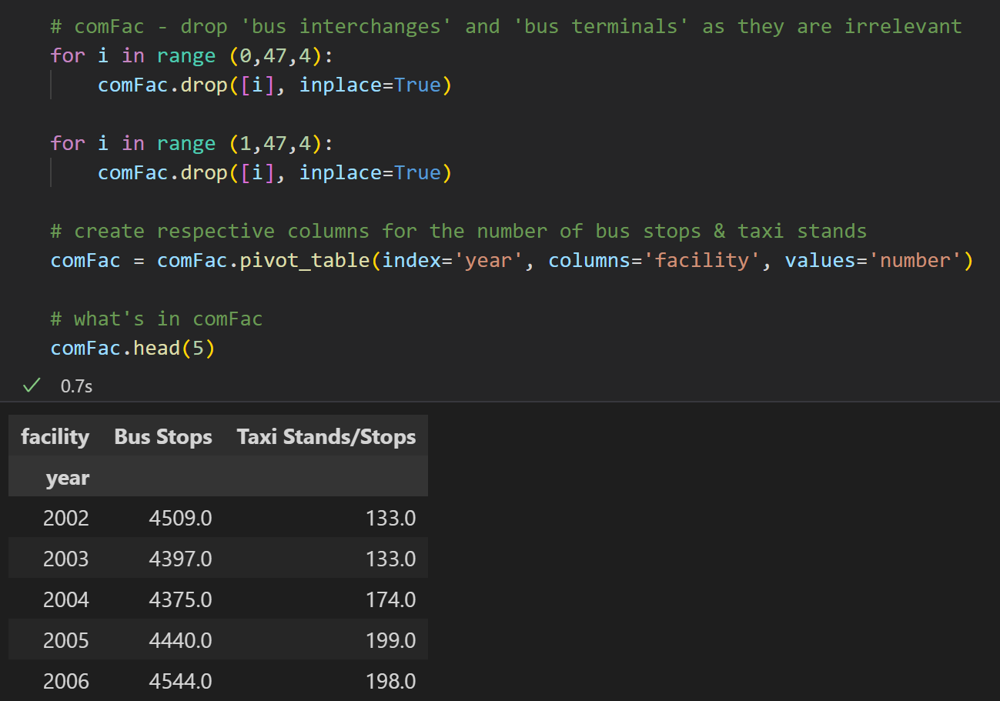 # comFac - drop 'bus interchanges' and 'bus terminals' as they are irrelevant
for i in range (0,47,4):
    comFac.drop([i], inplace=True)
for i in range (1,47,4):
    comFac.drop([i], inplace=True)
# create respective columns for the number of bus stops & taxi stands
comFac = comFac.pivot_table(index='year', columns='facility', values='number')
# what's in comFac
comFac.head(5)
0.7s
facility Bus Stops Taxi Stands/Stops
year
2002 4509.0 133.0
2003 4397.0 133.0
2004 4375.0 174.0
2005 4440.0 199.0
2006 4544.0 198.0